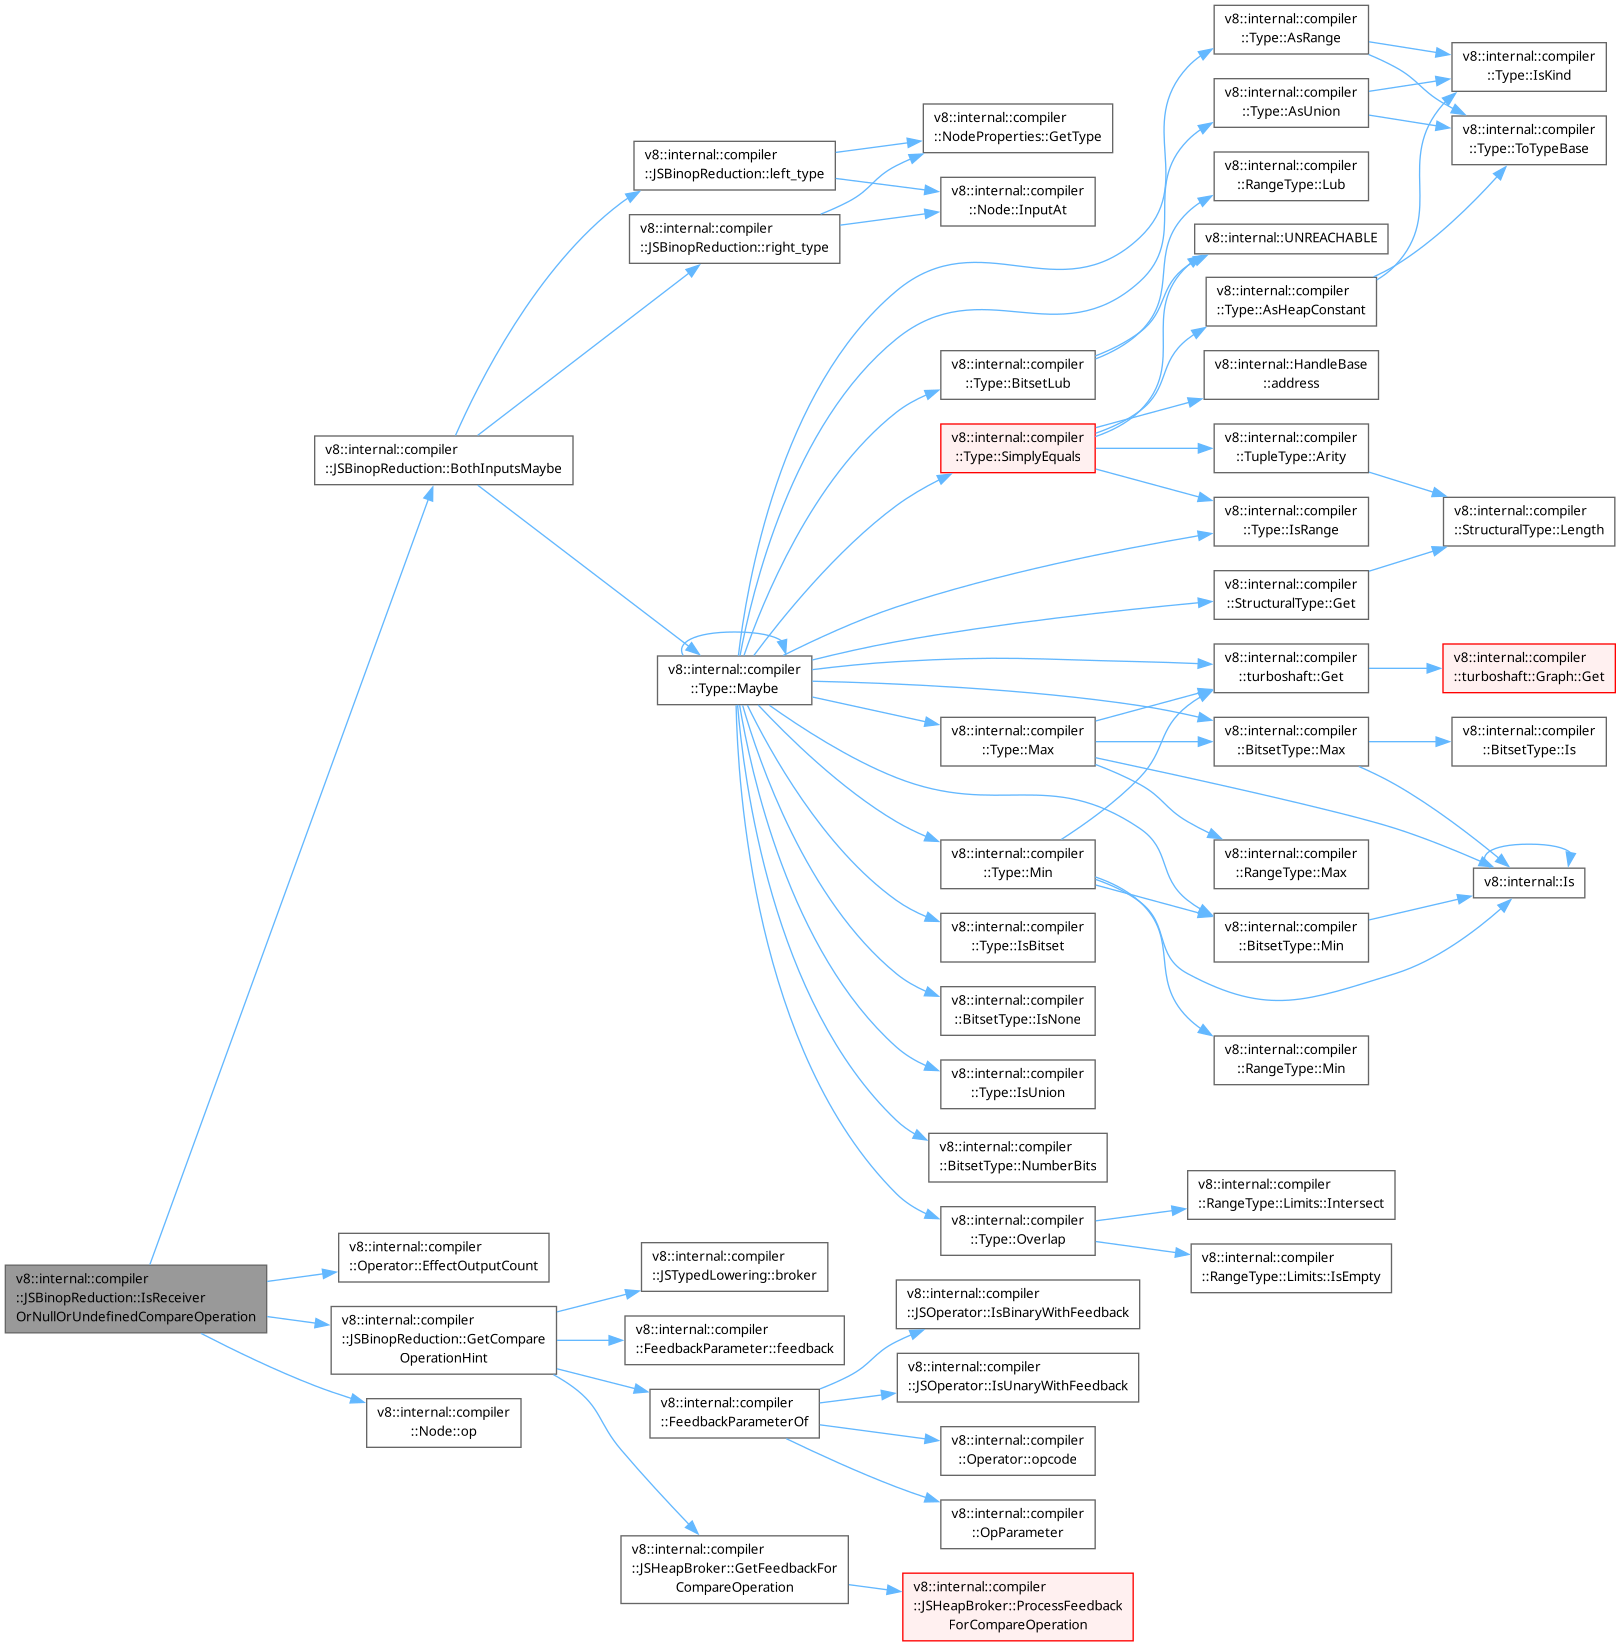 v8::internal::compiler
::JSBinopReduction::IsReceiver
OrNullOrUndefinedCompareOperation
v8::internal::compiler
::JSBinopReduction::BothInputsMaybe
v8::internal::compiler
::Operator::EffectOutputCount
v8::internal::compiler
::JSBinopReduction::GetCompare
OperationHint
v8::internal::compiler
::Node::op
v8::internal::compiler
::JSBinopReduction::left_type
v8::internal::compiler
::JSBinopReduction::right_type
v8::internal::compiler
::Type::Maybe
v8::internal::compiler
::JSTypedLowering::broker
v8::internal::compiler
::FeedbackParameter::feedback
v8::internal::compiler
::FeedbackParameterOf
v8::internal::compiler
::JSHeapBroker::GetFeedbackFor
CompareOperation
v8::internal::compiler
::NodeProperties::GetType
v8::internal::compiler
::Node::InputAt
v8::internal::compiler
::Type::BitsetLub
v8::internal::compiler
::Type::SimplyEquals
v8::internal::compiler
::Type::Max
v8::internal::compiler
::Type::Min
v8::internal::compiler
::Type::IsBitset
v8::internal::compiler
::BitsetType::IsNone
v8::internal::compiler
::Type::IsUnion
v8::internal::compiler
::BitsetType::NumberBits
v8::internal::compiler
::Type::Overlap
v8::internal::compiler
::JSOperator::IsBinaryWithFeedback
v8::internal::compiler
::JSOperator::IsUnaryWithFeedback
v8::internal::compiler
::Operator::opcode
v8::internal::compiler
::OpParameter
v8::internal::compiler
::JSHeapBroker::ProcessFeedback
ForCompareOperation
v8::internal::compiler
::Type::AsRange
v8::internal::compiler
::Type::AsUnion
v8::internal::compiler
::RangeType::Lub
v8::internal::UNREACHABLE
v8::internal::compiler
::Type::AsHeapConstant
v8::internal::HandleBase
::address
v8::internal::compiler
::TupleType::Arity
v8::internal::compiler
::Type::IsRange
v8::internal::compiler
::StructuralType::Get
v8::internal::compiler
::turboshaft::Get
v8::internal::compiler
::BitsetType::Max
v8::internal::compiler
::RangeType::Max
v8::internal::compiler
::BitsetType::Min
v8::internal::compiler
::RangeType::Min
v8::internal::compiler
::RangeType::Limits::Intersect
v8::internal::compiler
::RangeType::Limits::IsEmpty
v8::internal::compiler
::Type::IsKind
v8::internal::compiler
::Type::ToTypeBase
v8::internal::compiler
::StructuralType::Length
v8::internal::compiler
::turboshaft::Graph::Get
v8::internal::compiler
::BitsetType::Is
v8::internal::Is